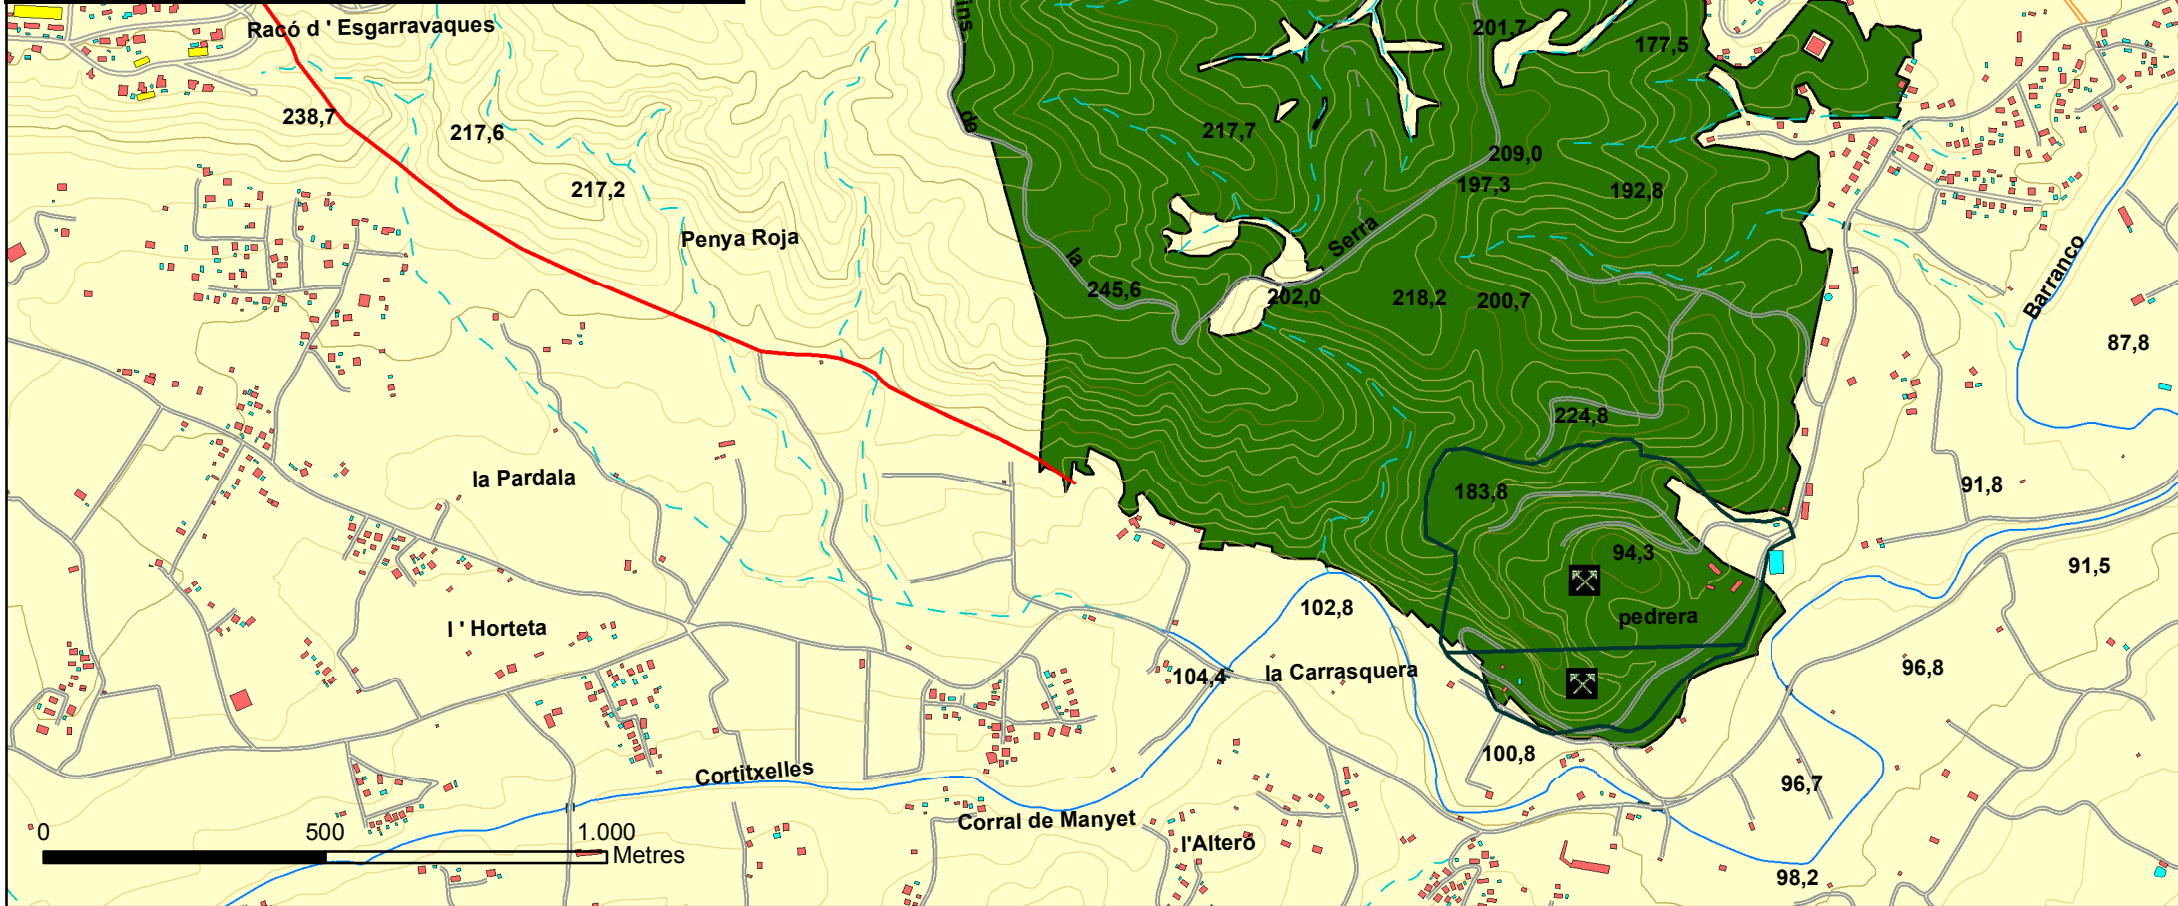 Racó d ' Esgarravaques
ins
201,7
177,5
238,7
217,6
de
217,7
209,0
217,2
197,3
192,8
Penya Roja
Serra
la
245,6
202,0
218,2
200,7
Barranco
87,8
224,8
la Pardala
183,8
91,8
94,3
91,5
102,8
pedrera
l ' Horteta
104,4
la Carrasquera
96,8
100,8
Cortitxelles
96,7
Corral de Manyet
l'Alteró
0 500 1.000
Metres
98,2